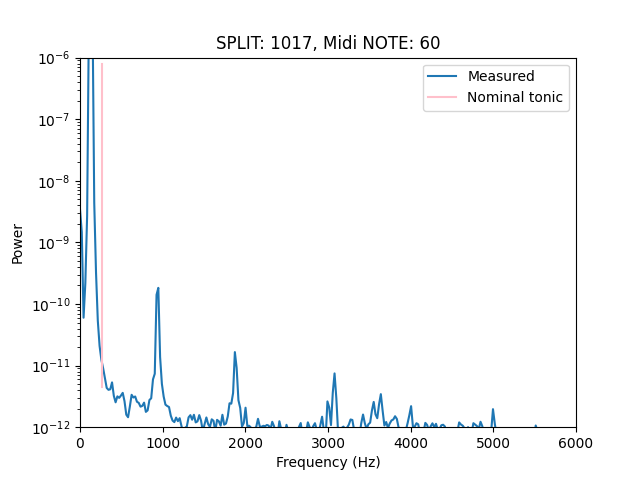 SPLIT: 1017, Midi NOTE: 60
Measured
Nominal tonic
Power
10⁻⁶
10⁻⁷
10⁻⁸
10⁻⁹
10⁻¹⁰
10⁻¹¹
10⁻¹²
0 1000 2000 3000 4000 5000 6000
Frequency (Hz)